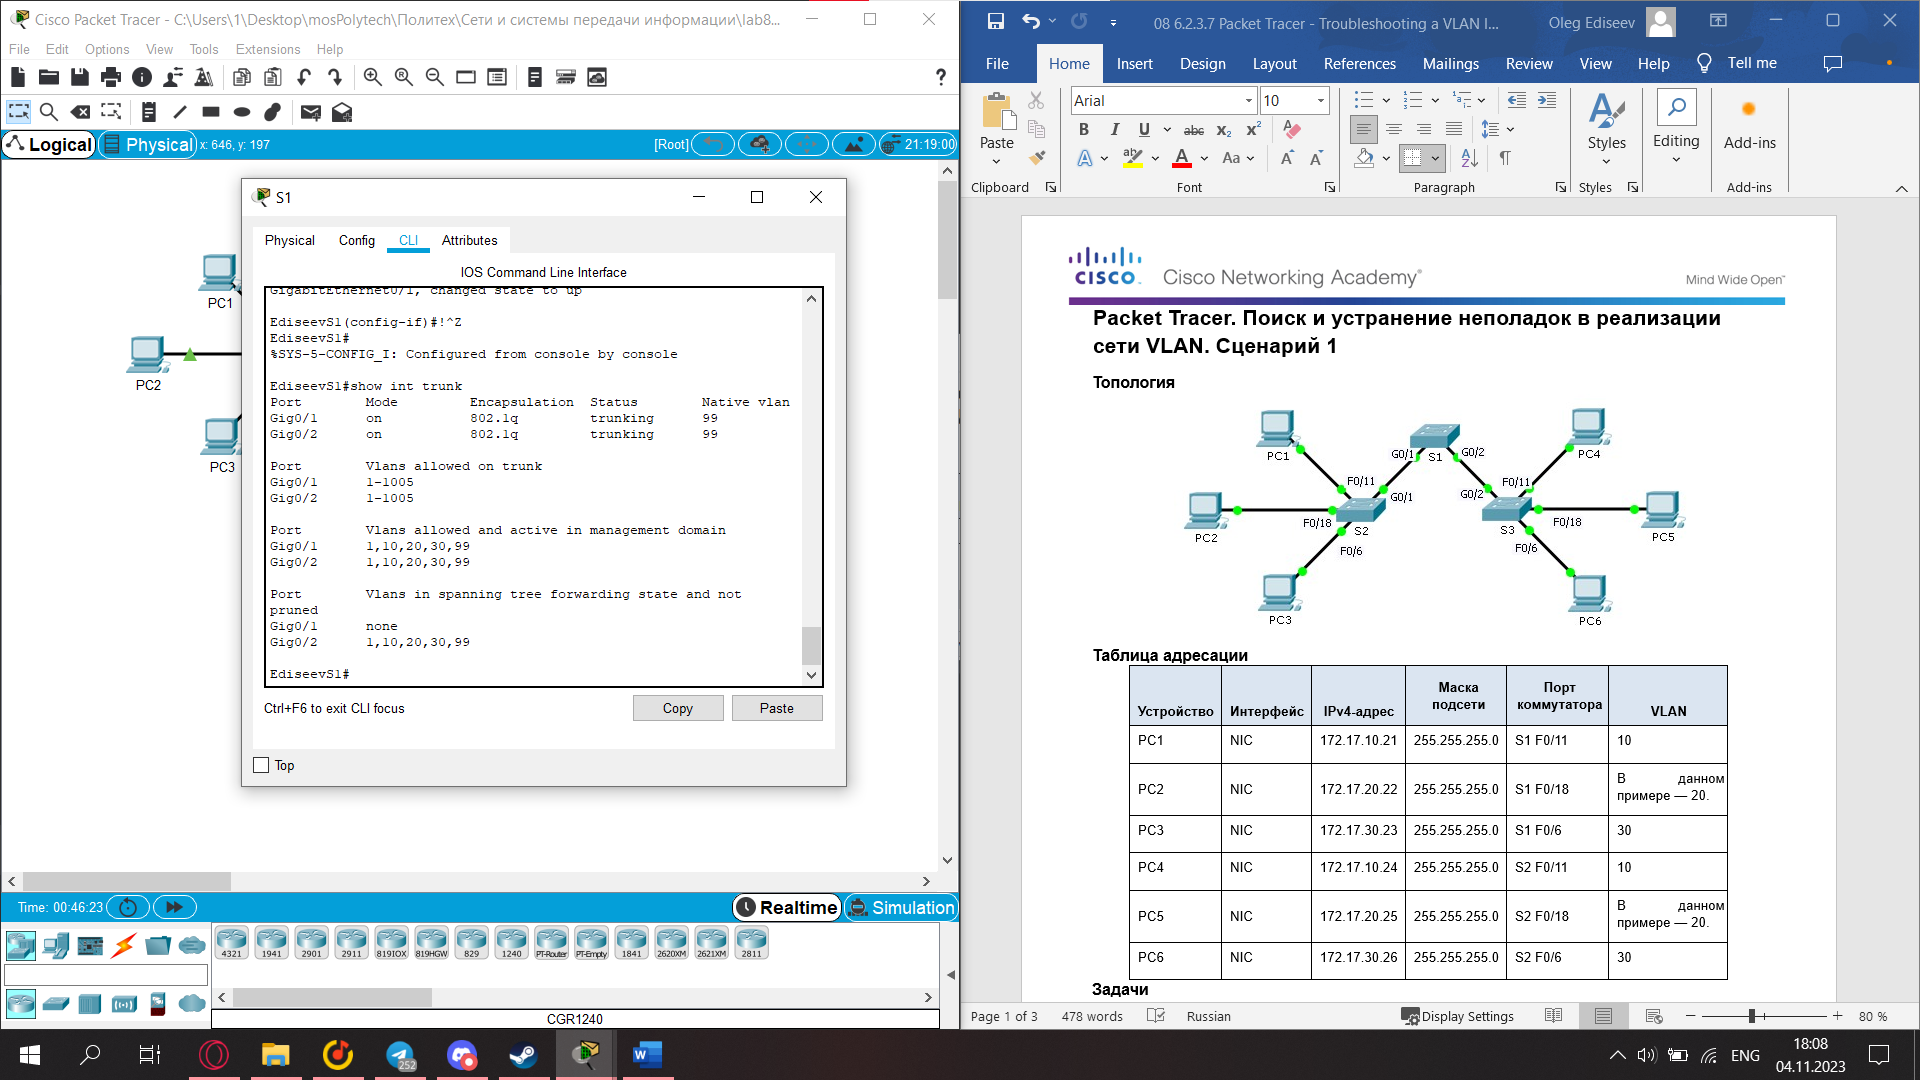 Cisco Packet Tracer - C:\Users\1\Desktop\mosPolytech\Политех\Сети и системы передачи информации\lab8...
File Edit Options View Tools Extensions Help
?
Logical Physical x: 646, y: 197 [Root] 21:19:00
PC1
PC2
PC3
S1
Physical Config CLI Attributes
IOS Command Line Interface
GigabitEthernet0/1, changed state to up
EdiseevS1(config-if)#!^Z
EdiseevS1#
%SYS-5-CONFIG_I: Configured from console by console
EdiseevS1#show int trunk
Port Mode Encapsulation Status Native vlan
Gig0/1 on 802.1q trunking 99
Gig0/2 on 802.1q trunking 99
Port Vlans allowed on trunk
Gig0/1 1-1005
Gig0/2 1-1005
Port Vlans allowed and active in management domain
Gig0/1 1,10,20,30,99
Gig0/2 1,10,20,30,99
Port Vlans in spanning tree forwarding state and not
pruned
Gig0/1 none
Gig0/2 1,10,20,30,99
EdiseevS1#
Ctrl+F6 to exit CLI focus Copy Paste
Top
Time: 00:46:23 Realtime Simulation
4321 1941 2901 2911 819IOX 819HGW 829 1240 PT-Router PT-Empty 1841 2620XM 2621XM 2811
CGR1240
08 6.2.3.7 Packet Tracer - Troubleshooting a VLAN I... Oleg Ediseev
File Home Insert Design Layout References Mailings Review View Help Tell me
Paste
Arial 10
B I U abc x₂ x²
A ab A Aa A A
Styles Editing Add-ins
Clipboard Font Paragraph Styles Add-ins
CISCO. Cisco Networking Academy® Mind Wide Open™
Packet Tracer. Поиск и устранение неполадок в реализации
сети VLAN. Сценарий 1
Топология
PC1 G0/1 S1 G0/2 PC4
F0/11 G0/1 G0/2 F0/11
PC2 F0/18 S2 S3 F0/18 PC5
F0/6 F0/6
PC3 PC6
Таблица адресации
Устройство Интерфейс IPv4-адрес Маска подсети Порт коммутатора VLAN
PC1 NIC 172.17.10.21 255.255.255.0 S1 F0/11 10
PC2 NIC 172.17.20.22 255.255.255.0 S1 F0/18 В данном примере — 20.
PC3 NIC 172.17.30.23 255.255.255.0 S1 F0/6 30
PC4 NIC 172.17.10.24 255.255.255.0 S2 F0/11 10
PC5 NIC 172.17.20.25 255.255.255.0 S2 F0/18 В данном примере — 20.
PC6 NIC 172.17.30.26 255.255.255.0 S2 F0/6 30
Задачи
Page 1 of 3 478 words Russian Display Settings 80 %
252
ENG 18:08
04.11.2023